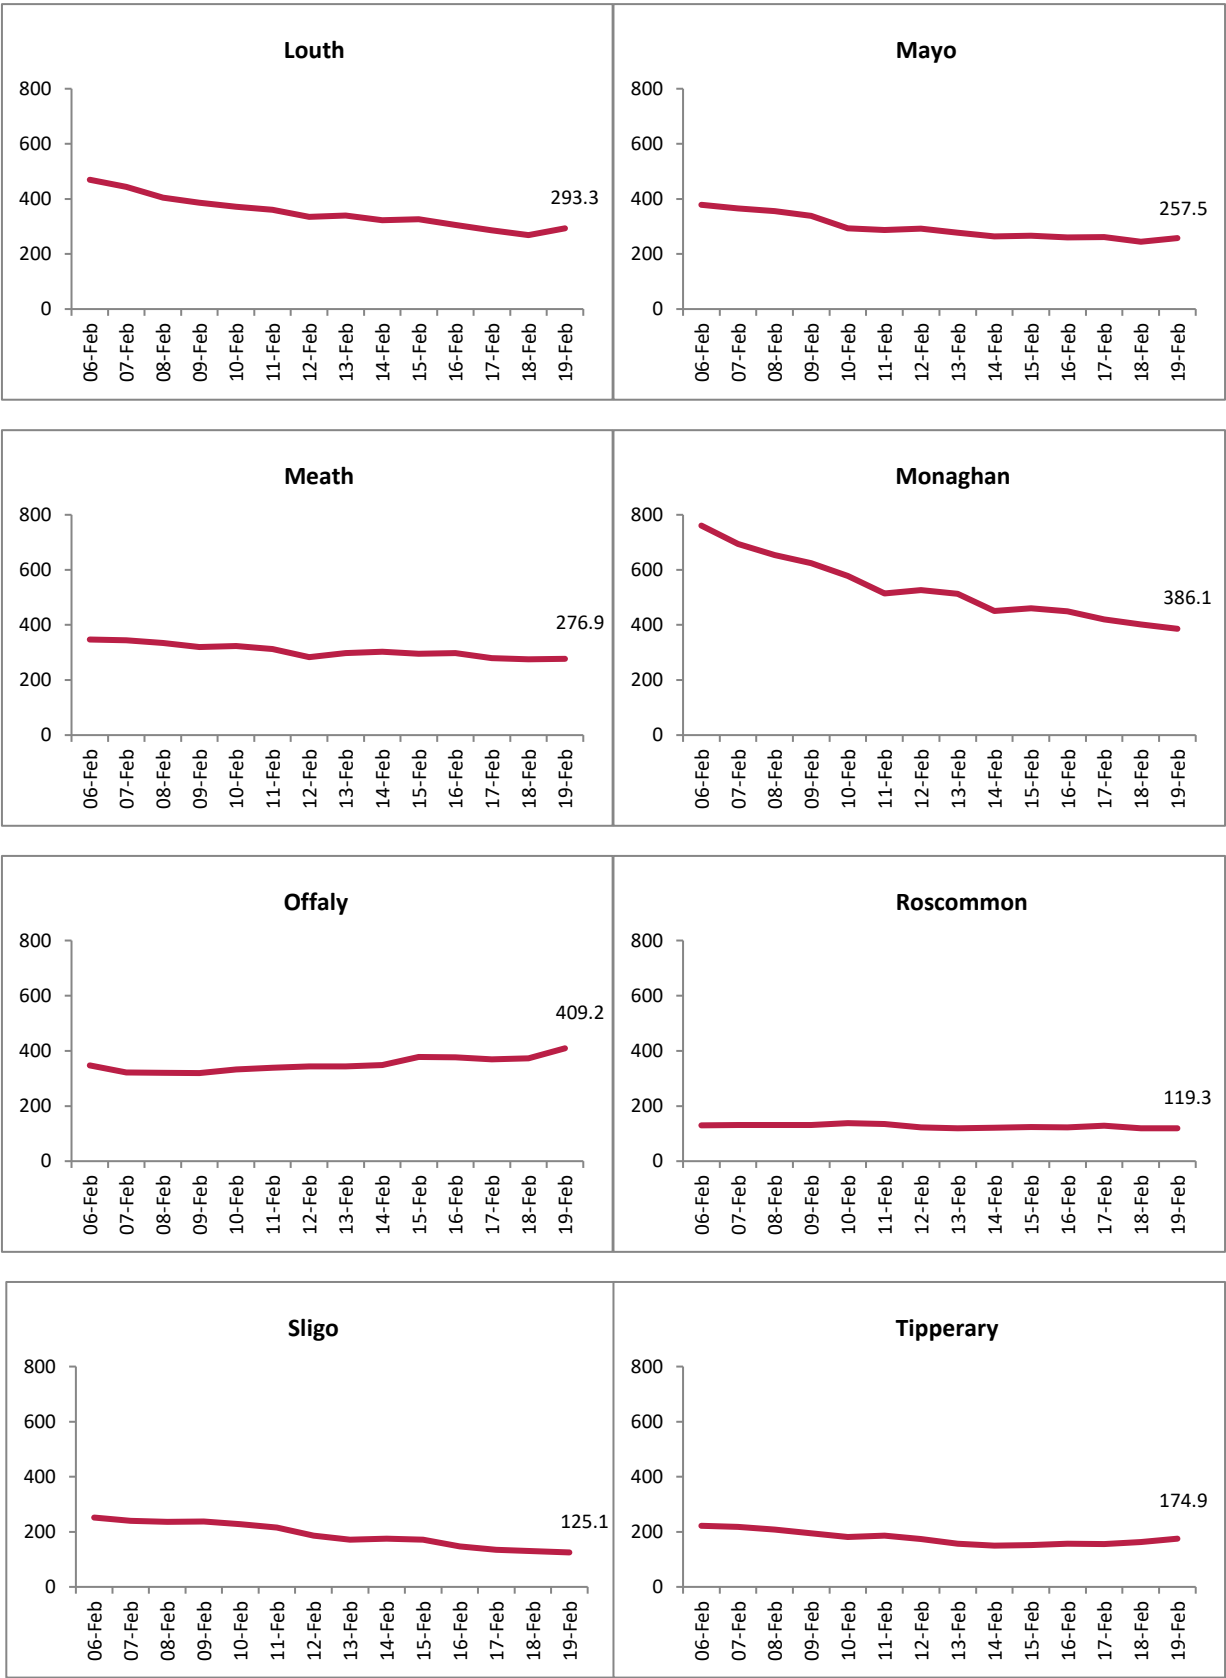 Louth
800
600
400
200
0
293.3
06-Feb
07-Feb
08-Feb
09-Feb
10-Feb
11-Feb
12-Feb
13-Feb
14-Feb
15-Feb
16-Feb
17-Feb
18-Feb
19-Feb
Mayo
800
600
400
200
0
257.5
06-Feb
07-Feb
08-Feb
09-Feb
10-Feb
11-Feb
12-Feb
13-Feb
14-Feb
15-Feb
16-Feb
17-Feb
18-Feb
19-Feb
Meath
800
600
400
200
0
276.9
06-Feb
07-Feb
08-Feb
09-Feb
10-Feb
11-Feb
12-Feb
13-Feb
14-Feb
15-Feb
16-Feb
17-Feb
18-Feb
19-Feb
Monaghan
800
600
400
200
0
386.1
06-Feb
07-Feb
08-Feb
09-Feb
10-Feb
11-Feb
12-Feb
13-Feb
14-Feb
15-Feb
16-Feb
17-Feb
18-Feb
19-Feb
Offaly
800
600
400
200
0
409.2
06-Feb
07-Feb
08-Feb
09-Feb
10-Feb
11-Feb
12-Feb
13-Feb
14-Feb
15-Feb
16-Feb
17-Feb
18-Feb
19-Feb
Roscommon
800
600
400
200
0
119.3
06-Feb
07-Feb
08-Feb
09-Feb
10-Feb
11-Feb
12-Feb
13-Feb
14-Feb
15-Feb
16-Feb
17-Feb
18-Feb
19-Feb
Sligo
800
600
400
200
0
125.1
06-Feb
07-Feb
08-Feb
09-Feb
10-Feb
11-Feb
12-Feb
13-Feb
14-Feb
15-Feb
16-Feb
17-Feb
18-Feb
19-Feb
Tipperary
800
600
400
200
0
174.9
06-Feb
07-Feb
08-Feb
09-Feb
10-Feb
11-Feb
12-Feb
13-Feb
14-Feb
15-Feb
16-Feb
17-Feb
18-Feb
19-Feb